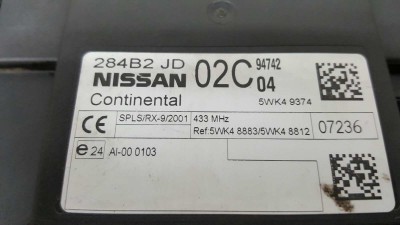 284B2 JD
NISSAN 02C 94742 04
Continental 5WK4 9374
CE SPLS/RX-9/2001 433 MHz
Ref:5WK4 8883/5WK4 8812 07236
e 24 AI-00 0103